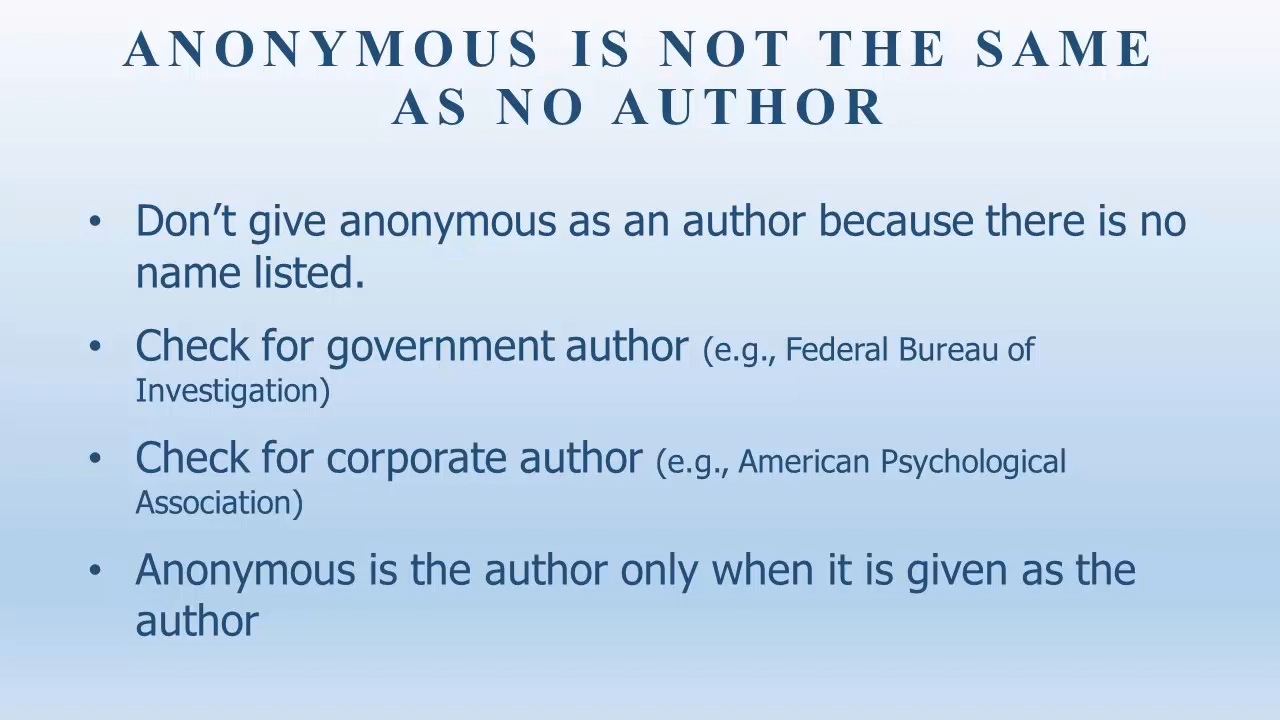 ANONYMOUS IS NOT THE SAME
AS NO AUTHOR
• Don’t give anonymous as an author because there is no
name listed.
• Check for government author (e.g., Federal Bureau of
Investigation)
• Check for corporate author (e.g., American Psychological
Association)
• Anonymous is the author only when it is given as the
author